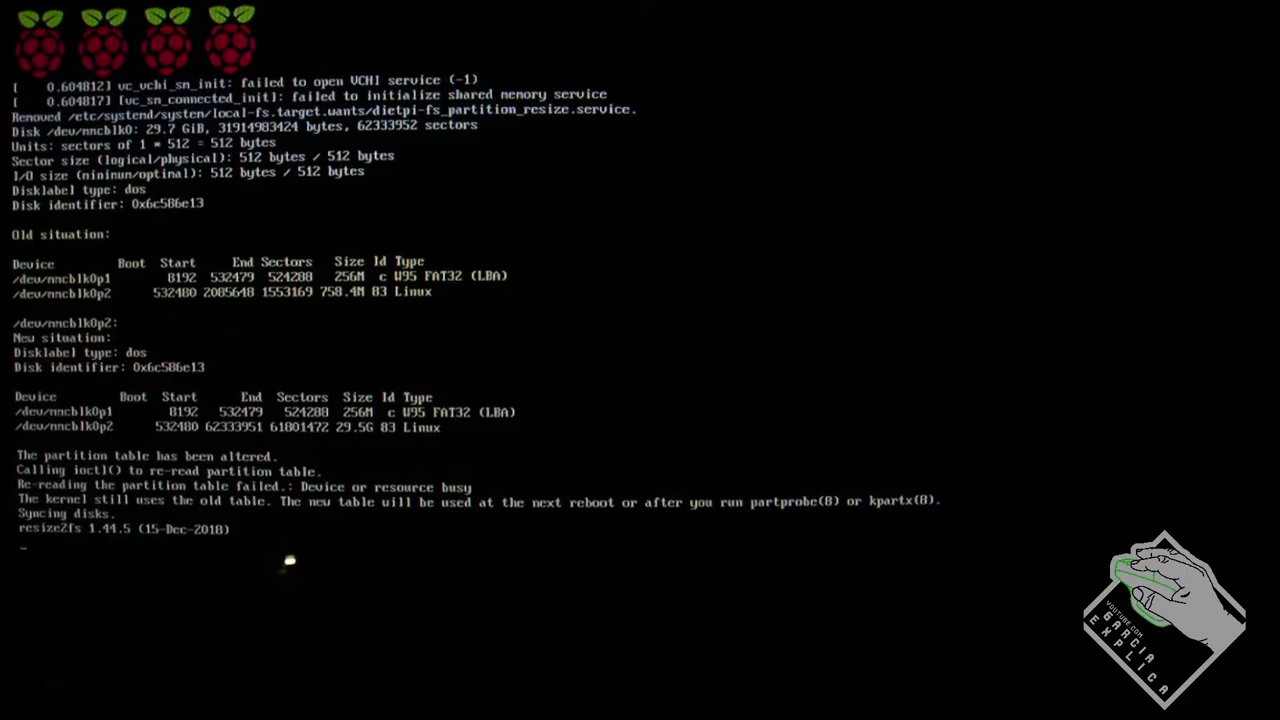 [    0.604812] vc_vchi_sm_init: failed to open VCHI service (-1)
[    0.604817] [vc_sm_connected_init]: failed to initialize shared memory service
Removed /etc/systemd/system/local-fs.target.wants/dietpi-fs_partition_resize.service.
Disk /dev/mmcblk0: 29.7 GiB, 31914983424 bytes, 62333952 sectors
Units: sectors of 1 * 512 = 512 bytes
Sector size (logical/physical): 512 bytes / 512 bytes
I/O size (minimum/optimal): 512 bytes / 512 bytes
Disklabel type: dos
Disk identifier: 0x6c586e13
Old situation:
Device         Boot  Start     End Sectors   Size Id Type
/dev/mmcblk0p1        8192  532479  524288   256M  c W95 FAT32 (LBA)
/dev/mmcblk0p2      532480 2085648 1553169 758.4M 83 Linux
/dev/mmcblk0p2:
New situation:
Disklabel type: dos
Disk identifier: 0x6c586e13
Device         Boot  Start      End  Sectors  Size Id Type
/dev/mmcblk0p1        8192   532479   524288  256M  c W95 FAT32 (LBA)
/dev/mmcblk0p2      532480 62333951 61801472 29.5G 83 Linux
The partition table has been altered.
Calling ioctl() to re-read partition table.
Re-reading the partition table failed.: Device or resource busy
The kernel still uses the old table. The new table will be used at the next reboot or after you run partprobe(8) or kpartx(8).
Syncing disks.
resize2fs 1.44.5 (15-Dec-2018)
YOUTUBE.COM
GARCIA
EXPLICA